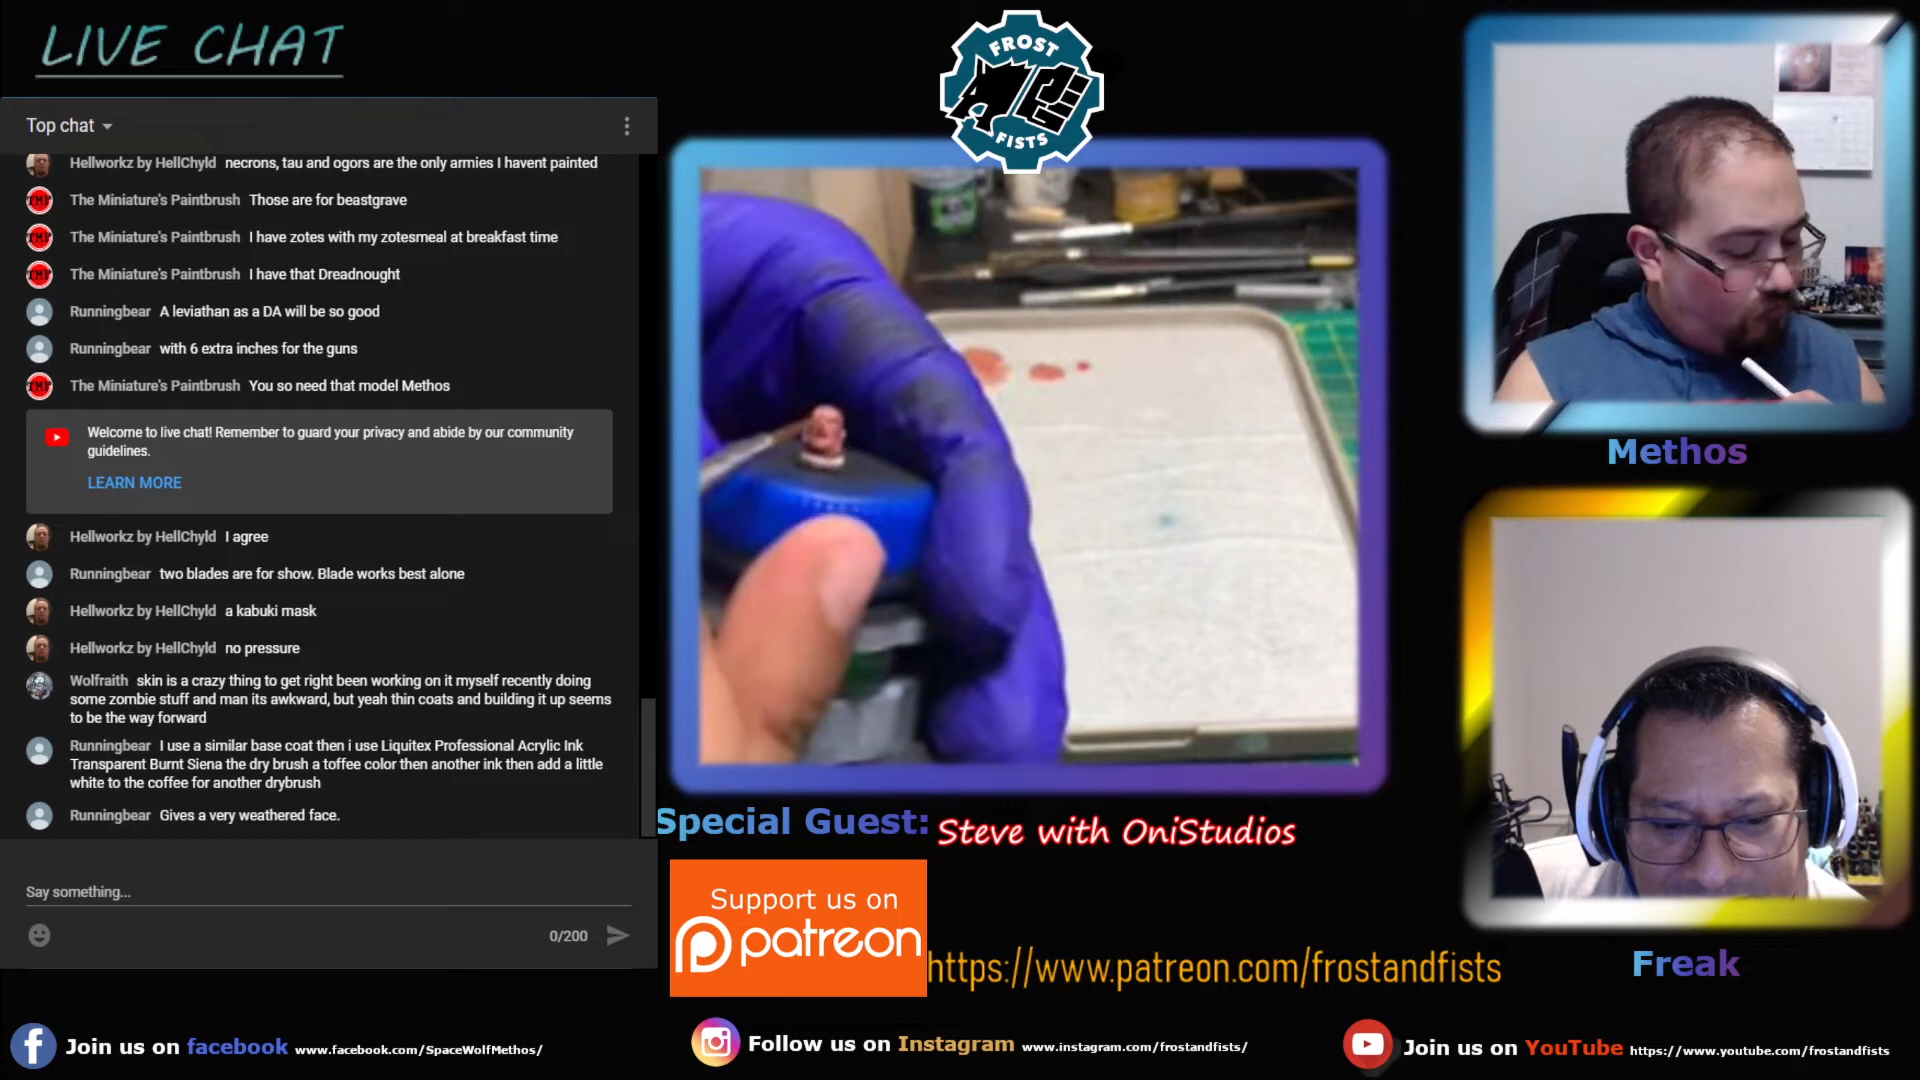 LIVE CHAT
Top chat
Hellworkz by HellChyld necrons, tau and ogors are the only armies I havent painted
The Miniature's Paintbrush Those are for beastgrave
The Miniature's Paintbrush I have zotes with my zotesmeal at breakfast time
The Miniature's Paintbrush I have that Dreadnought
Runningbear A leviathan as a DA will be so good
Runningbear with 6 extra inches for the guns
The Miniature's Paintbrush You so need that model Methos
Welcome to live chat! Remember to guard your privacy and abide by our community
guidelines.
LEARN MORE
Hellworkz by HellChyld I agree
Runningbear two blades are for show. Blade works best alone
Hellworkz by HellChyld a kabuki mask
Hellworkz by HellChyld no pressure
Wolfraith skin is a crazy thing to get right been working on it myself recently doing
some zombie stuff and man its awkward, but yeah thin coats and building it up seems
to be the way forward
Runningbear I use a similar base coat then i use Liquitex Professional Acrylic Ink
Transparent Burnt Siena the dry brush a toffee color then another ink then add a little
white to the coffee for another drybrush
Runningbear Gives a very weathered face.
Say something...
0/200
FROST
FISTS
Methos
Freak
Special Guest: Steve with OniStudios
Support us on
patreon
https://www.patreon.com/frostandfists
Join us on facebook www.facebook.com/SpaceWolfMethos/
Follow us on Instagram www.instagram.com/frostandfists/
Join us on YouTube https://www.youtube.com/frostandfists